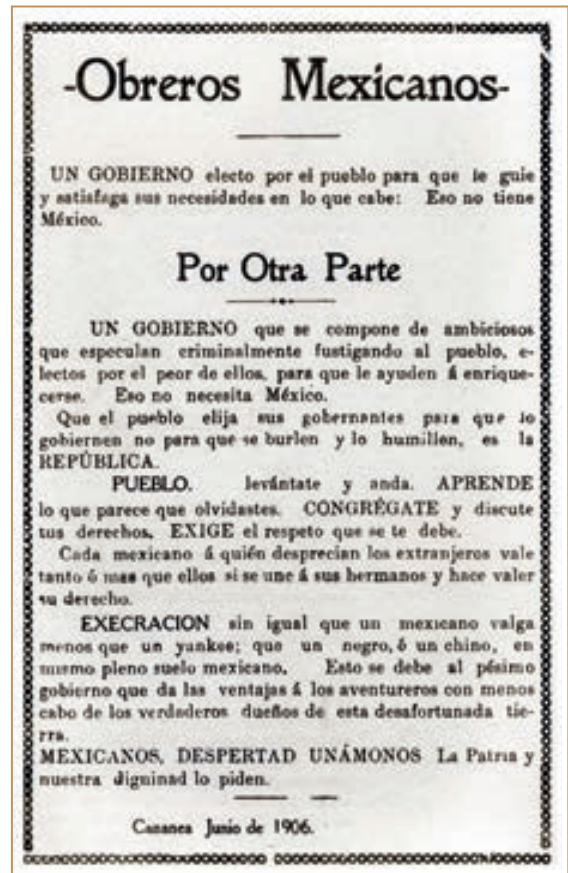 -Obreros Mexicanos-
UN GOBIERNO electo por el pueblo para que le guie
y satisfaga sus necesidades en lo que cabe: Eso no tiene
México.
Por Otra Parte
UN GOBIERNO que se compone de ambiciosos
que especulan criminalmente fustigando al pueblo, e-
lectos por el peor de ellos, para que le ayuden á enrique-
cerse. Eso no necesita México.
Que el pueblo elija sus gobernantes para que lo
gobiernen no para que se burlen y lo humillen, es la
REPÚBLICA.
PUEBLO, levántate y anda. APRENDE
lo que parece que olvidastes. CONGRÉGATE y discute
tus derechos. EXIGE el respeto que se te debe.
Cada mexicano á quién desprecian los extranjeros vale
tanto ó mas que ellos si se une á sus hermanos y hace valer
su derecho.
EXECRACION sin igual que un mexicano valga
menos que un yankee; que un negro, ó un chino, en
mismo pleno suelo mexicano. Esto se debe al pésimo
gobierno que da las ventajas á los aventureros con menos
cabo de los verdaderos dueños de esta desafortunada tie-
rra.
MEXICANOS, DESPERTAD UNÁMONOS La Patria y
nuestra diguinad lo piden.
Cananea Junio de 1906.